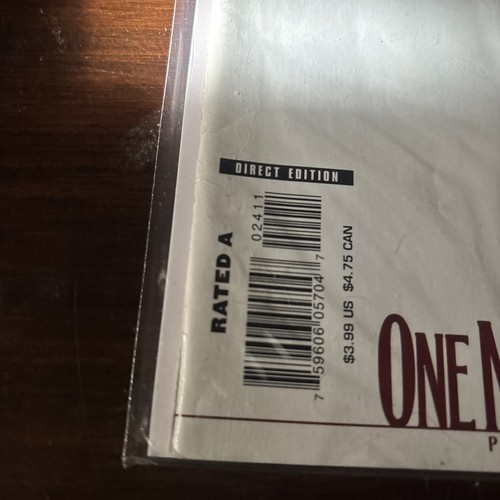 DIRECT EDITION
RATED A
02411
7 59606 05704 7
$3.99 US $4.75 CAN
ONE
P